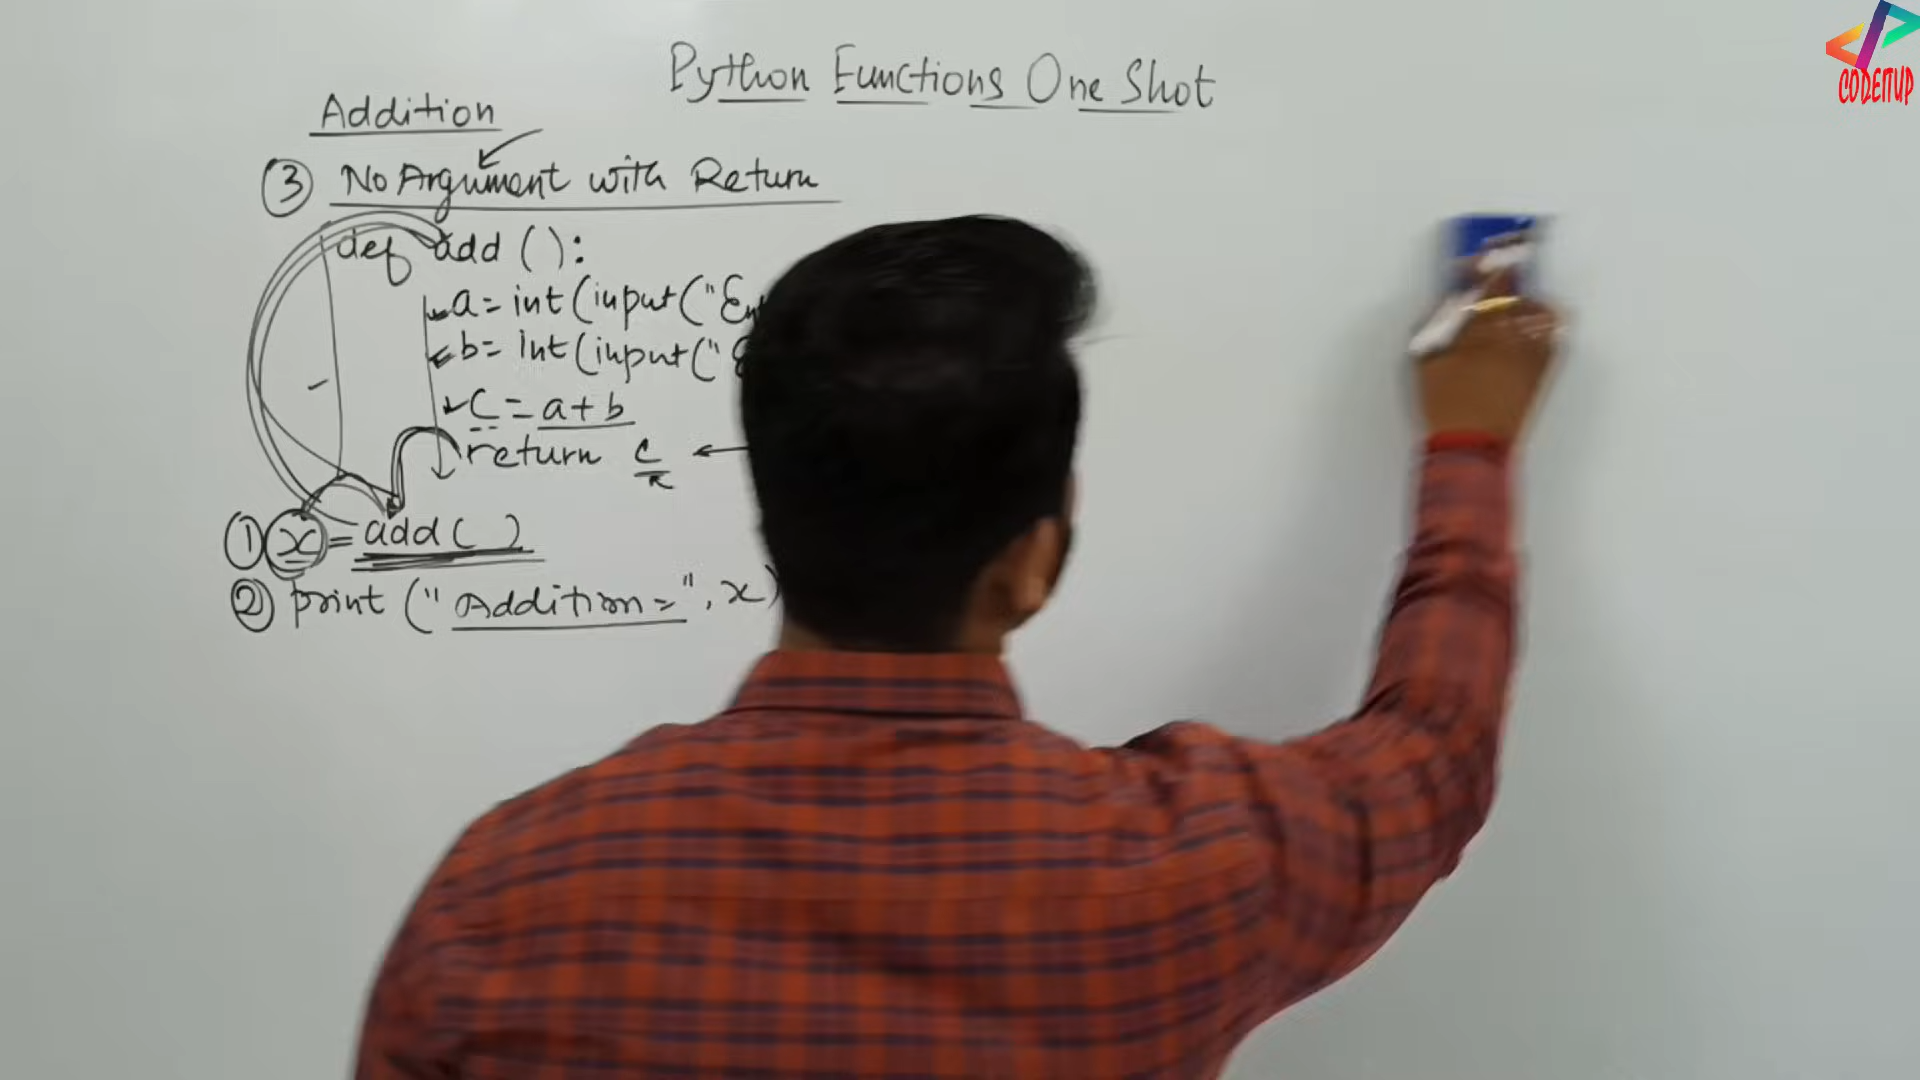 Python Functions One Shot
CODEITUP
Addition
③ No Argument with Return
def add ( ):
a = int (input ("
b = Int (input ("
C = a + b
return c
① x = add ( )
② print (" Addition = ", x )